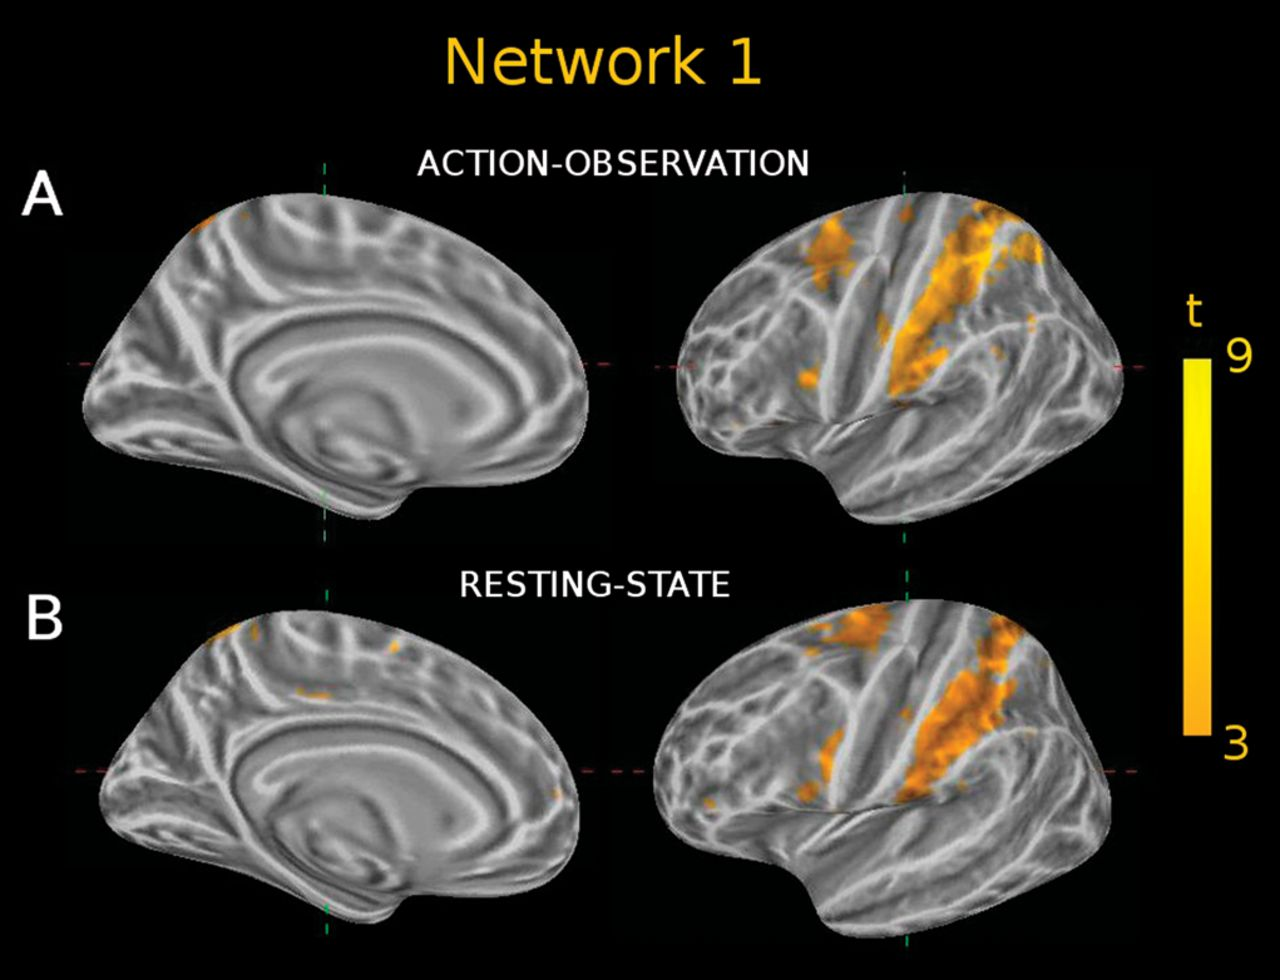 Network 1
ACTION-OBSERVATION
A
t
9
RESTING-STATE
B
3